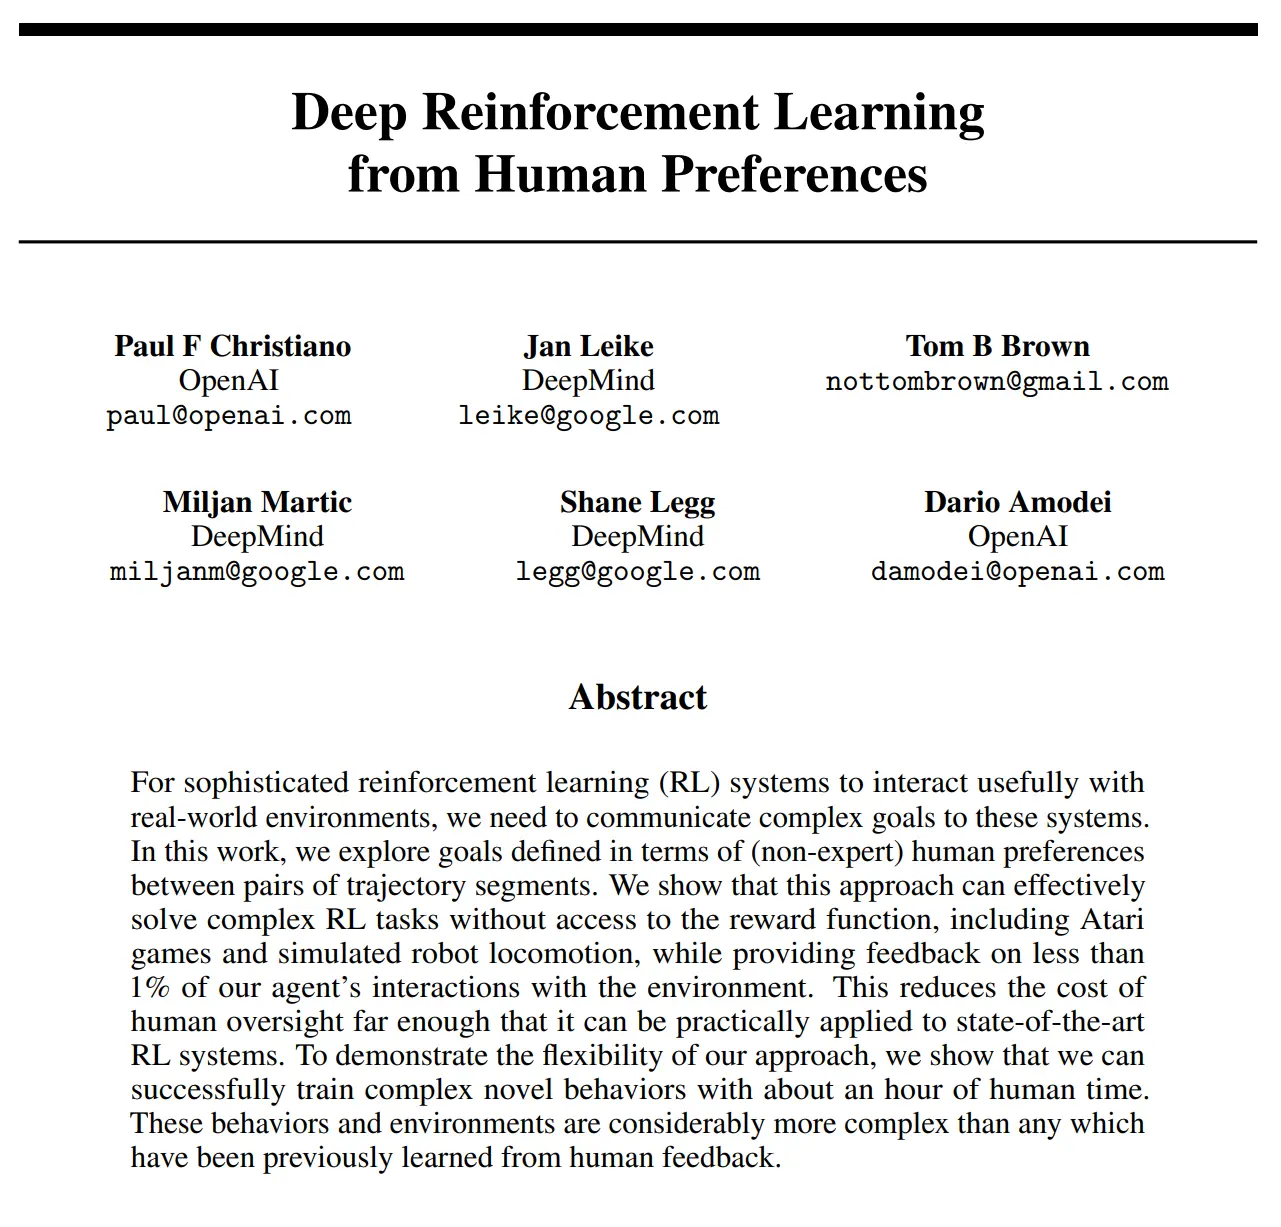 Deep Reinforcement Learning
from Human Preferences
Paul F Christiano
OpenAI
paul@openai.com
Jan Leike
DeepMind
leike@google.com
Tom B Brown
nottombrown@gmail.com
Miljan Martic
DeepMind
miljanm@google.com
Shane Legg
DeepMind
legg@google.com
Dario Amodei
OpenAI
damodei@openai.com
Abstract
For sophisticated reinforcement learning (RL) systems to interact usefully with
real-world environments, we need to communicate complex goals to these systems.
In this work, we explore goals defined in terms of (non-expert) human preferences
between pairs of trajectory segments. We show that this approach can effectively
solve complex RL tasks without access to the reward function, including Atari
games and simulated robot locomotion, while providing feedback on less than
1% of our agent's interactions with the environment. This reduces the cost of
human oversight far enough that it can be practically applied to state-of-the-art
RL systems. To demonstrate the flexibility of our approach, we show that we can
successfully train complex novel behaviors with about an hour of human time.
These behaviors and environments are considerably more complex than any which
have been previously learned from human feedback.